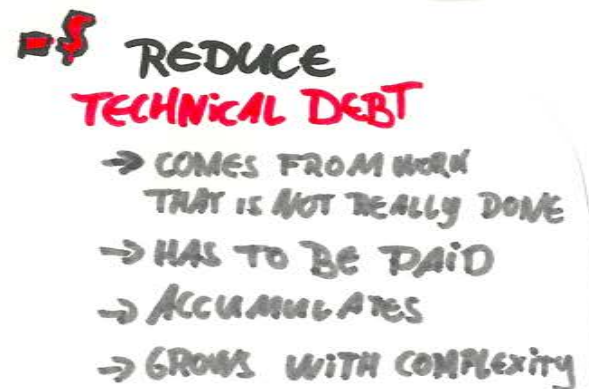 -$ REDUCE
TECHNICAL DEBT
→ COMES FROM WORK
THAT IS NOT REALLY DONE
→ HAS TO BE PAID
→ ACCUMULATES
→ GROWS WITH COMPLEXITY